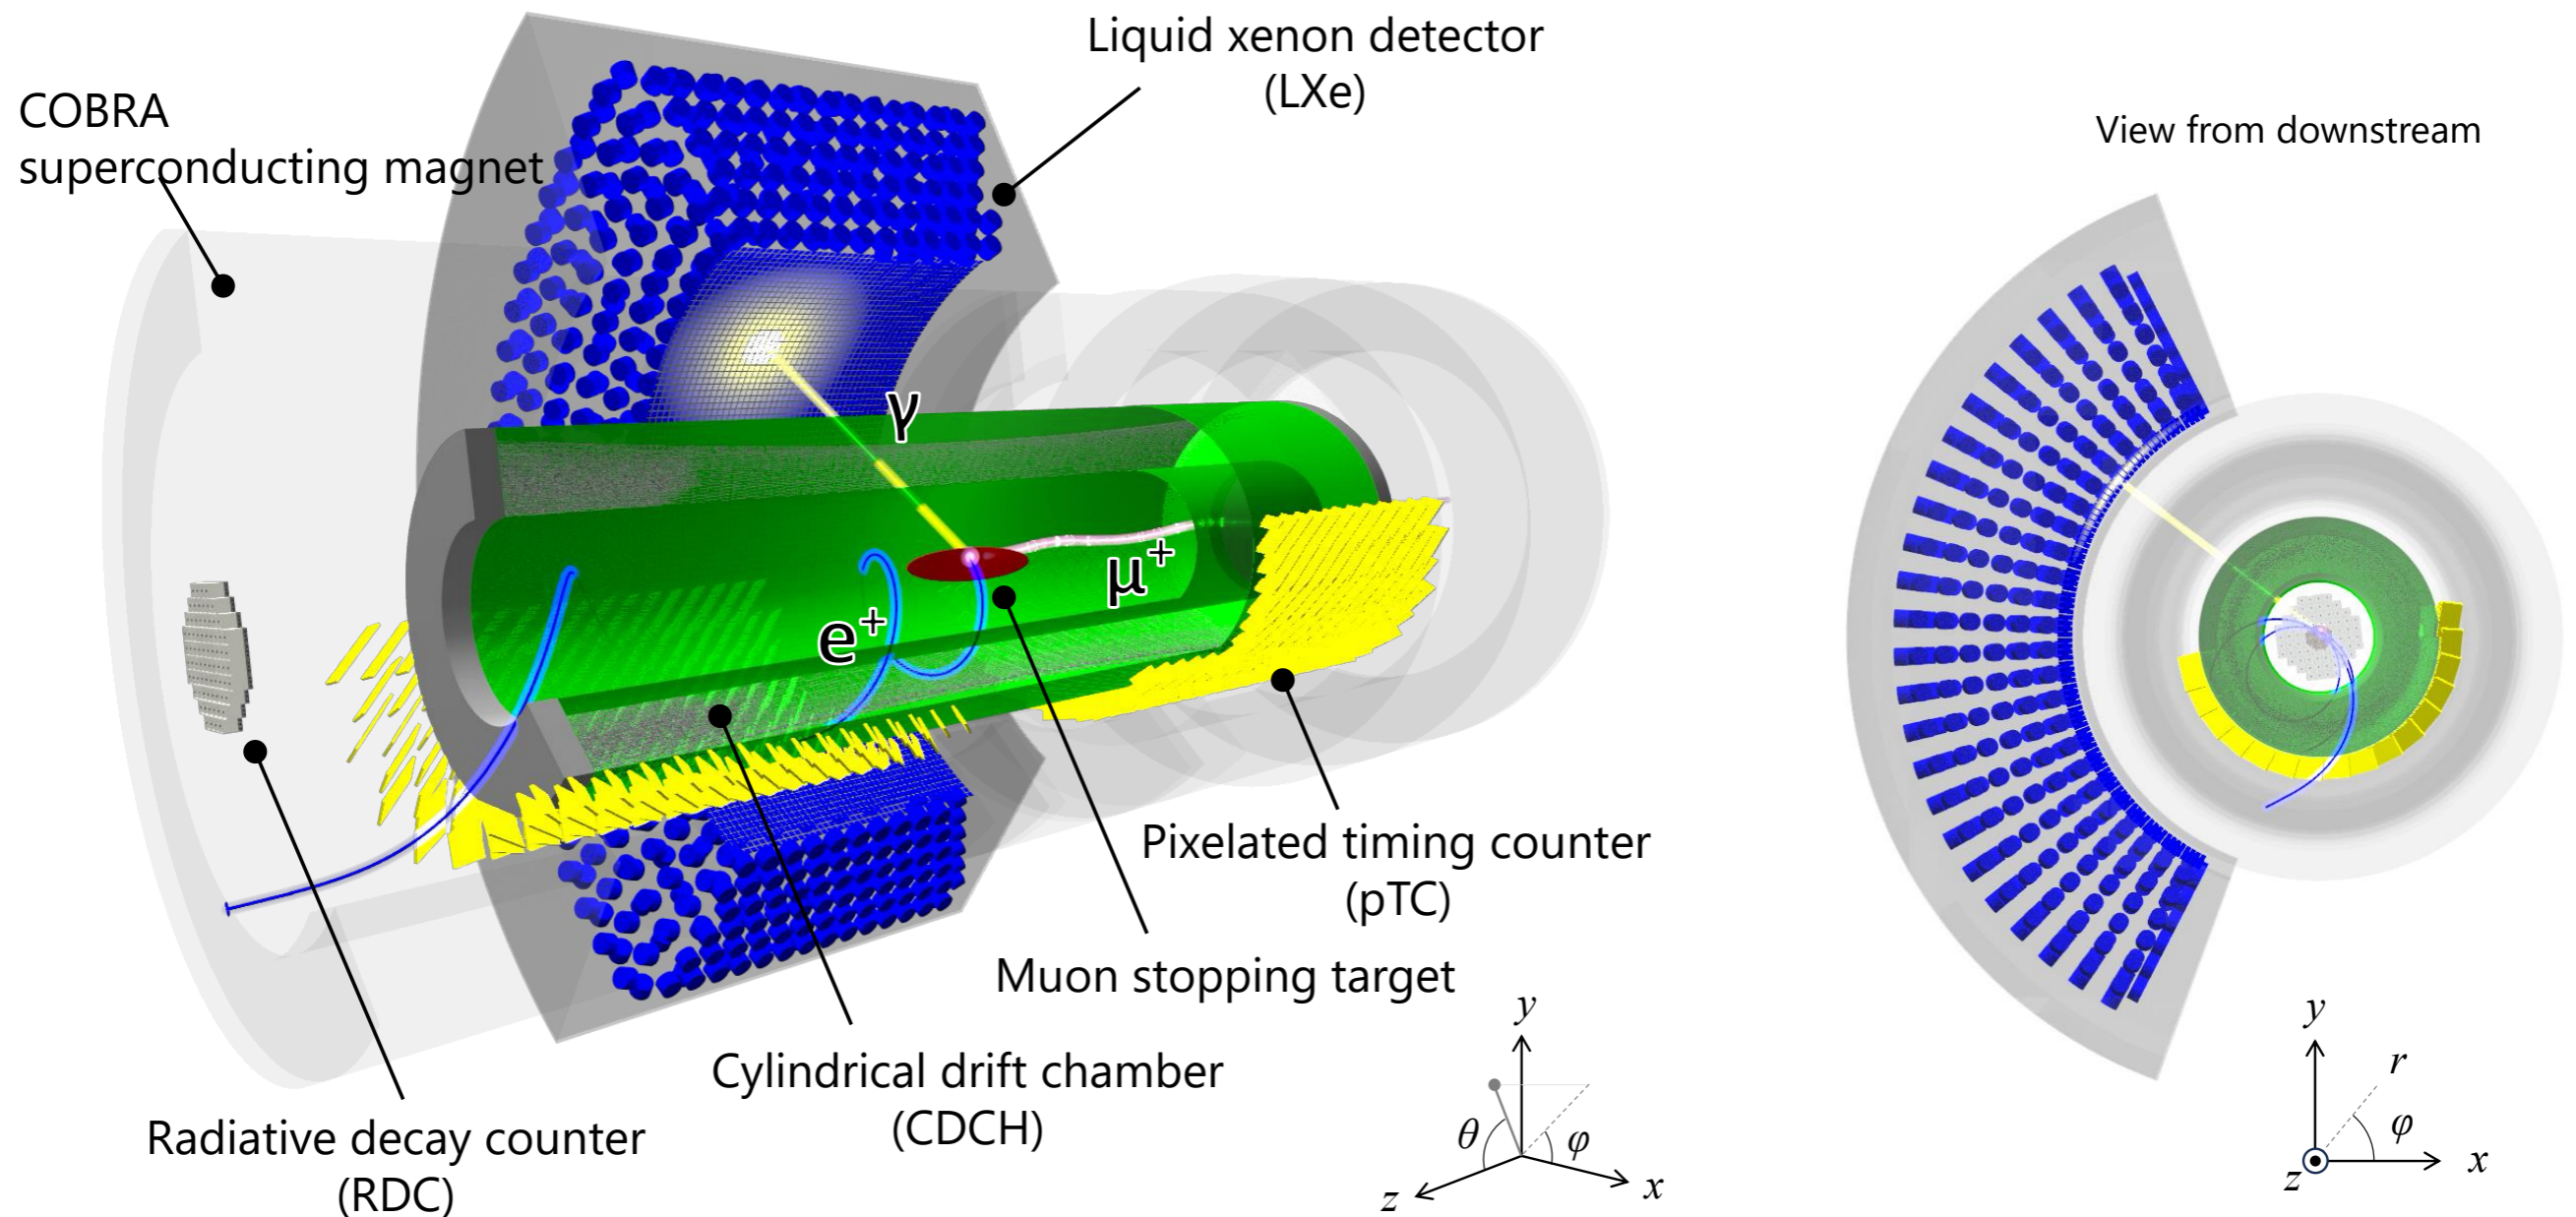 Liquid xenon detector
(LXe)
COBRA
superconducting magnet
View from downstream
γ
μ+
e+
Pixelated timing counter
(pTC)
Muon stopping target
Cylindrical drift chamber
(CDCH)
Radiative decay counter
(RDC)
y
θ
φ
z
x
y
r
φ
z
x